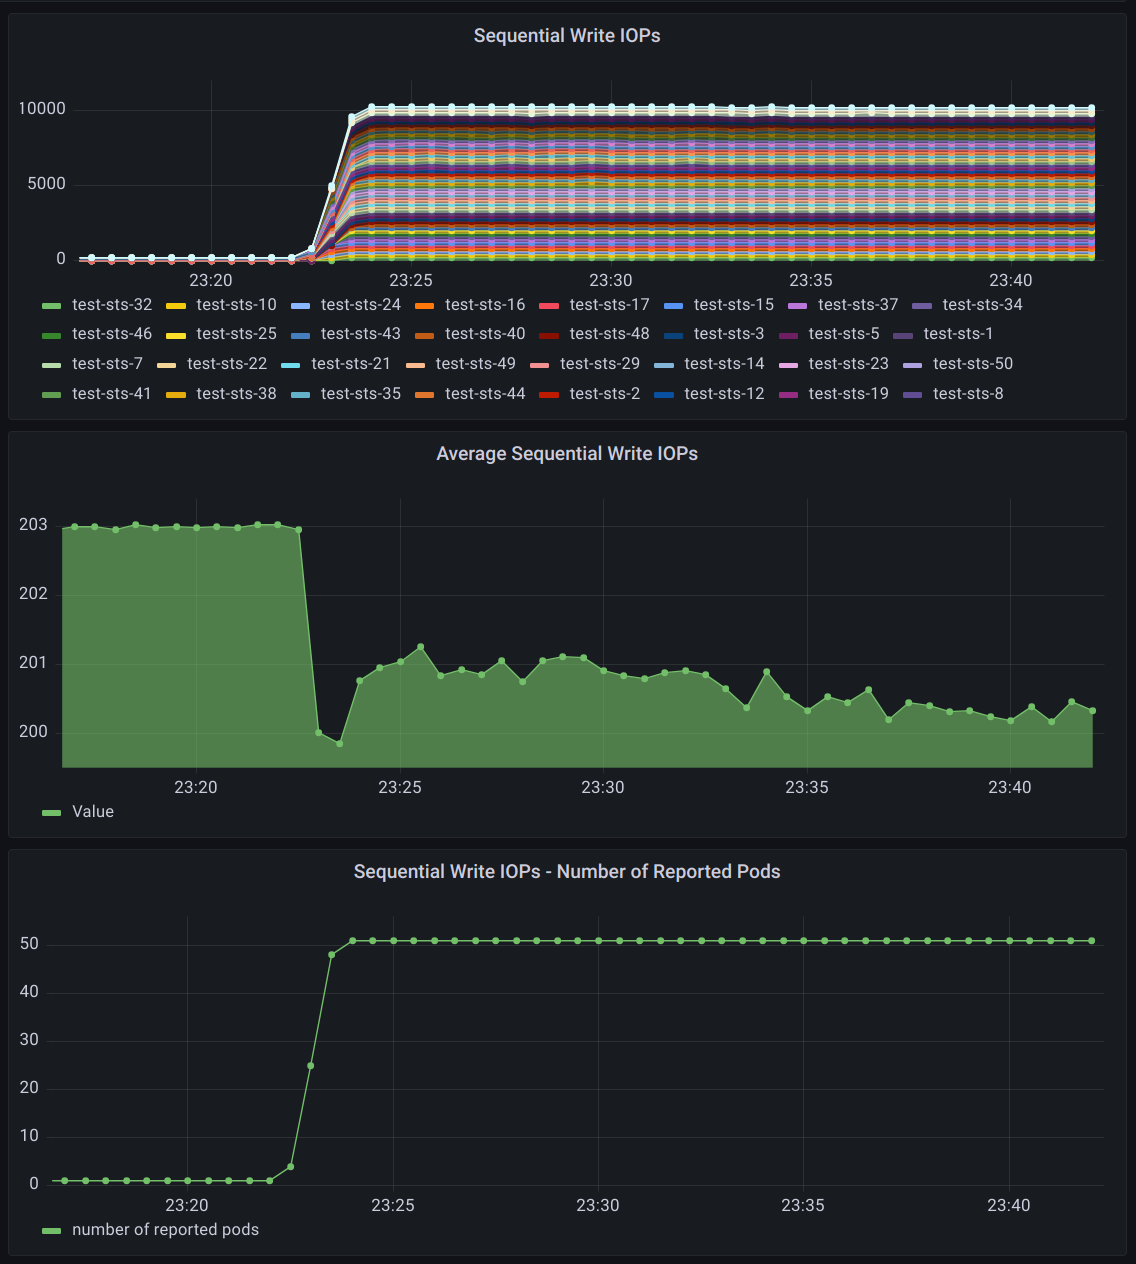 Sequential Write IOPs
10000
5000
0
23:20 23:25 23:30 23:35 23:40
test-sts-32 test-sts-10 test-sts-24 test-sts-16 test-sts-17 test-sts-15 test-sts-37 test-sts-34
test-sts-46 test-sts-25 test-sts-43 test-sts-40 test-sts-48 test-sts-3 test-sts-5 test-sts-1
test-sts-7 test-sts-22 test-sts-21 test-sts-49 test-sts-29 test-sts-14 test-sts-23 test-sts-50
test-sts-41 test-sts-38 test-sts-35 test-sts-44 test-sts-2 test-sts-12 test-sts-19 test-sts-8
Average Sequential Write IOPs
203
202
201
200
23:20 23:25 23:30 23:35 23:40
Value
Sequential Write IOPs - Number of Reported Pods
50
40
30
20
10
0
23:20 23:25 23:30 23:35 23:40
number of reported pods